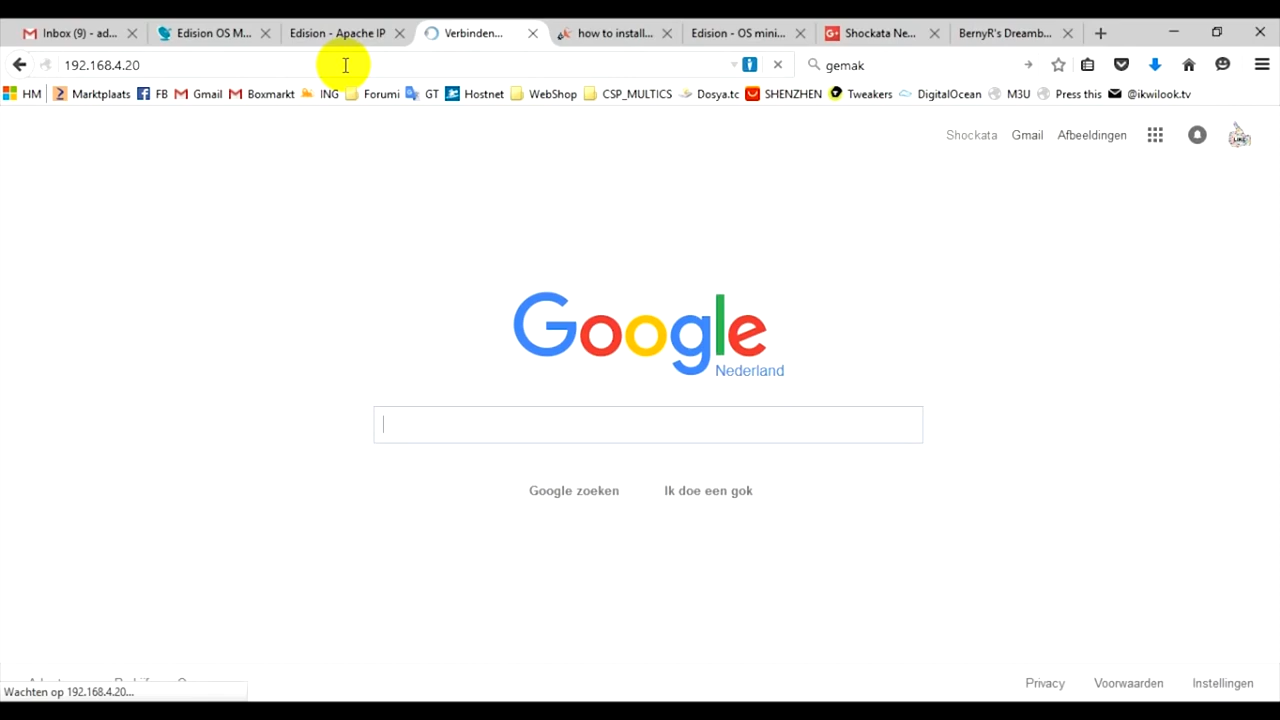 Inbox (9) - ad... Edision OS M... Edision - Apache IP Verbinden... how to install... Edision - OS mini... Shockata Ne... BernyR's Dreamb...
192.168.4.20 gemak
HM Marktplaats FB Gmail Boxmarkt ING Forumi GT Hostnet WebShop CSP_MULTICS Dosya.tc SHENZHEN Tweakers DigitalOcean M3U Press this @ikwilook.tv
Shockata Gmail Afbeeldingen
Google
Nederland
Google zoeken Ik doe een gok
Privacy Voorwaarden Instellingen
Wachten op 192.168.4.20...